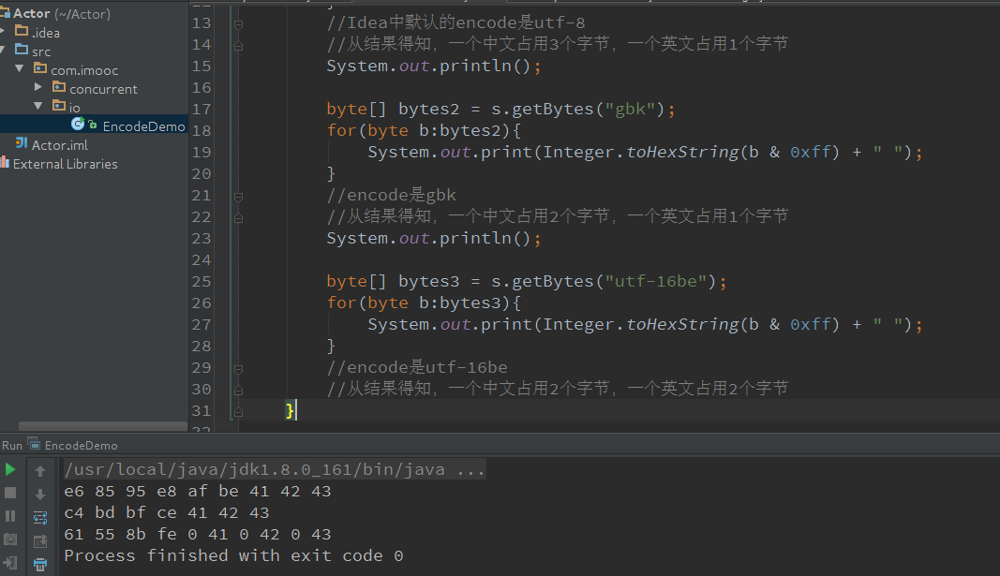 Actor (~/Actor)
.idea
src
com.imooc
concurrent
io
EncodeDemo
Actor.iml
External Libraries
13 //Idea中默认的encode是utf-8
14 //从结果得知，一个中文占用3个字节，一个英文占用1个字节
15 System.out.println();
16
17 byte[] bytes2 = s.getBytes("gbk");
18 for(byte b:bytes2){
19 System.out.print(Integer.toHexString(b & 0xff) + " ");
20 }
21 //encode是gbk
22 //从结果得知，一个中文占用2个字节，一个英文占用1个字节
23 System.out.println();
24
25 byte[] bytes3 = s.getBytes("utf-16be");
26 for(byte b:bytes3){
27 System.out.print(Integer.toHexString(b & 0xff) + " ");
28 }
29 //encode是utf-16be
30 //从结果得知，一个中文占用2个字节，一个英文占用2个字节
31 }
Run EncodeDemo
/usr/local/java/jdk1.8.0_161/bin/java ...
e6 85 95 e8 af be 41 42 43
c4 bd bf ce 41 42 43
61 55 8b fe 0 41 0 42 0 43
Process finished with exit code 0